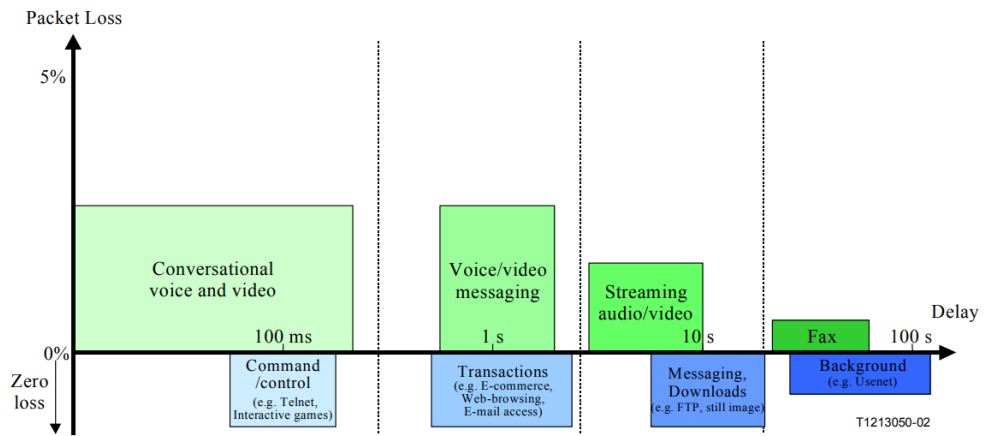 Packet Loss
5%
Conversational
voice and video
Voice/video
messaging
Streaming
audio/video
Delay
100 ms
1 s
10 s
Fax
100 s
0%
Zero
loss
Command
/control
(e.g. Telnet,
Interactive games)
Transactions
(e.g. E-commerce,
Web-browsing,
E-mail access)
Messaging,
Downloads
(e.g. FTP, still image)
Background
(e.g. Usenet)
T1213050-02